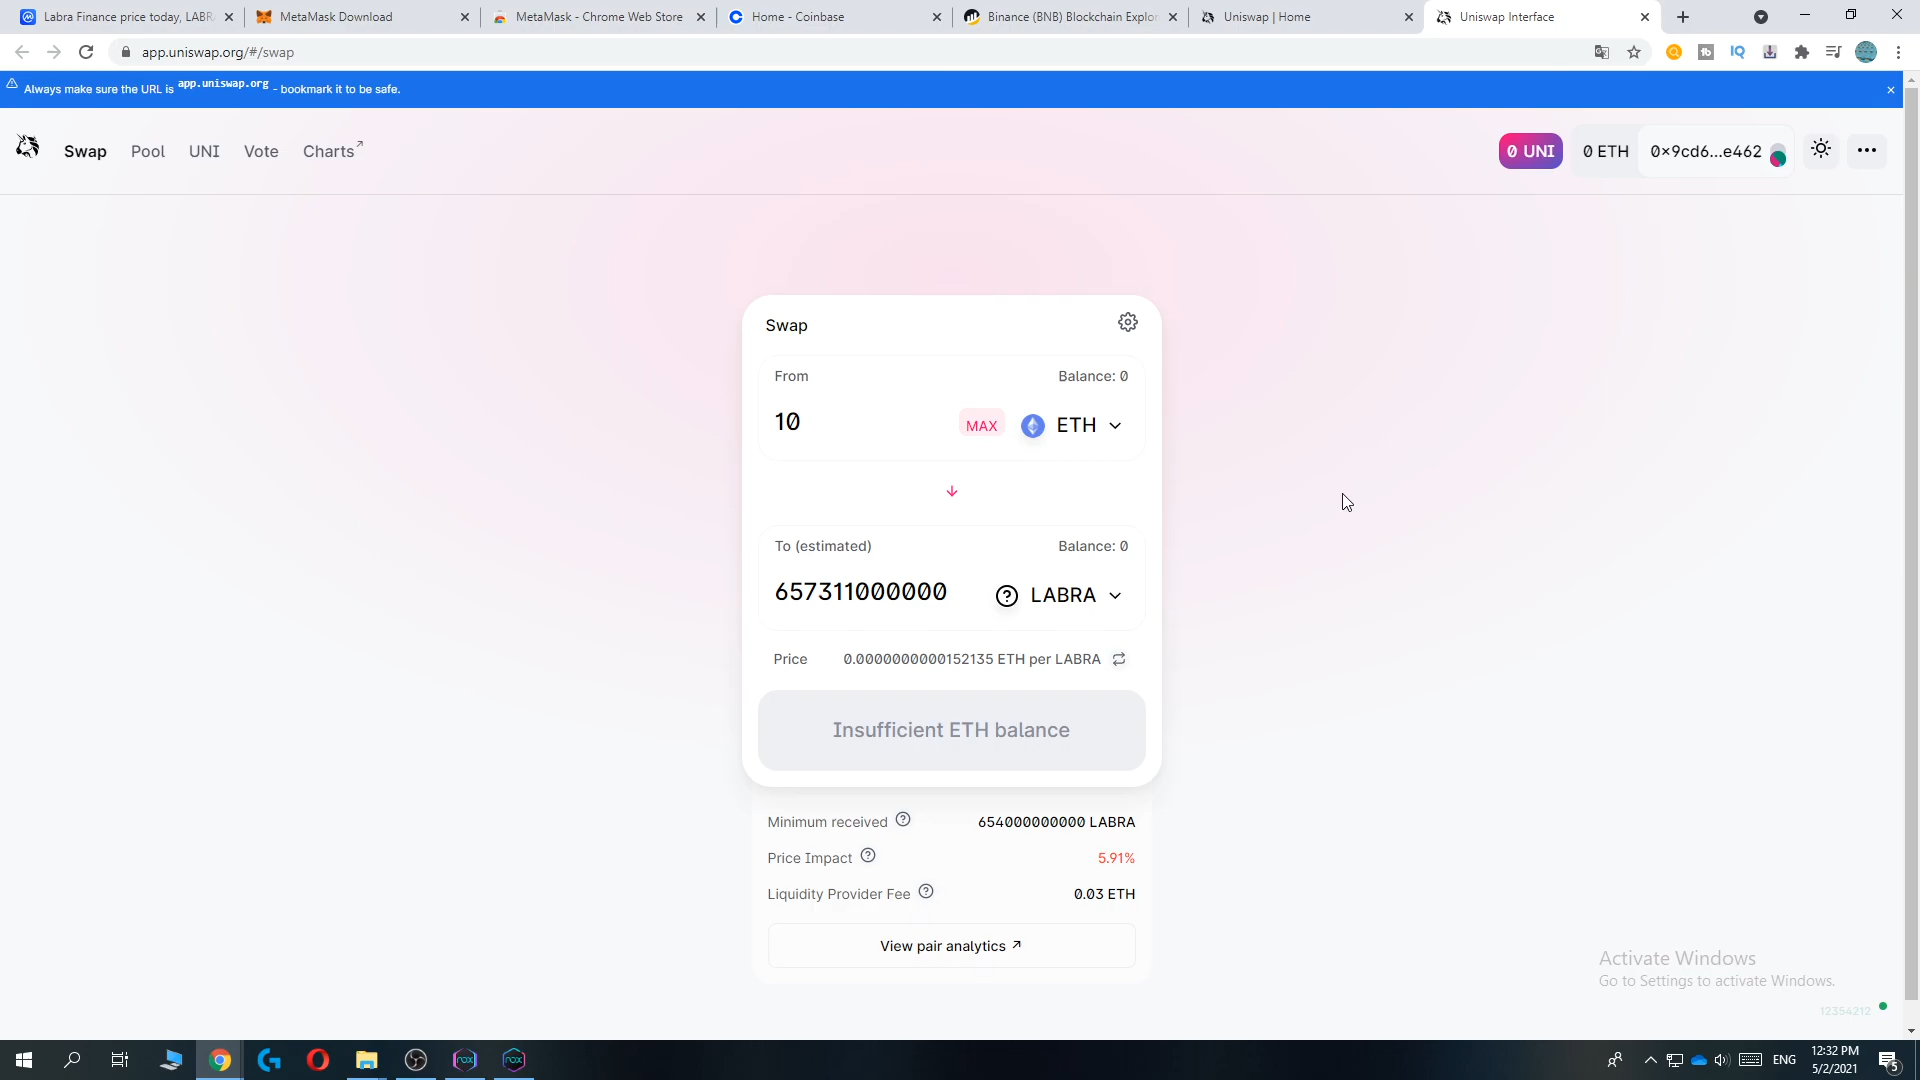 Labra Finance price today, LABR
MetaMask Download
MetaMask - Chrome Web Store
Home - Coinbase
Binance (BNB) Blockchain Explor
Uniswap | Home
Uniswap Interface
app.uniswap.org/#/swap
Always make sure the URL is app.uniswap.org - bookmark it to be safe.
Swap Pool UNI Vote Charts↗
0 UNI
0 ETH
0x9cd6...e462
Swap
From
Balance: 0
10
MAX
ETH
To (estimated)
Balance: 0
657311000000
LABRA
Price
0.0000000000152135 ETH per LABRA
Insufficient ETH balance
Minimum received
654000000000 LABRA
Price Impact
5.91%
Liquidity Provider Fee
0.03 ETH
View pair analytics ↗
Activate Windows
Go to Settings to activate Windows.
12354212
ENG
12:32 PM
5/2/2021
5